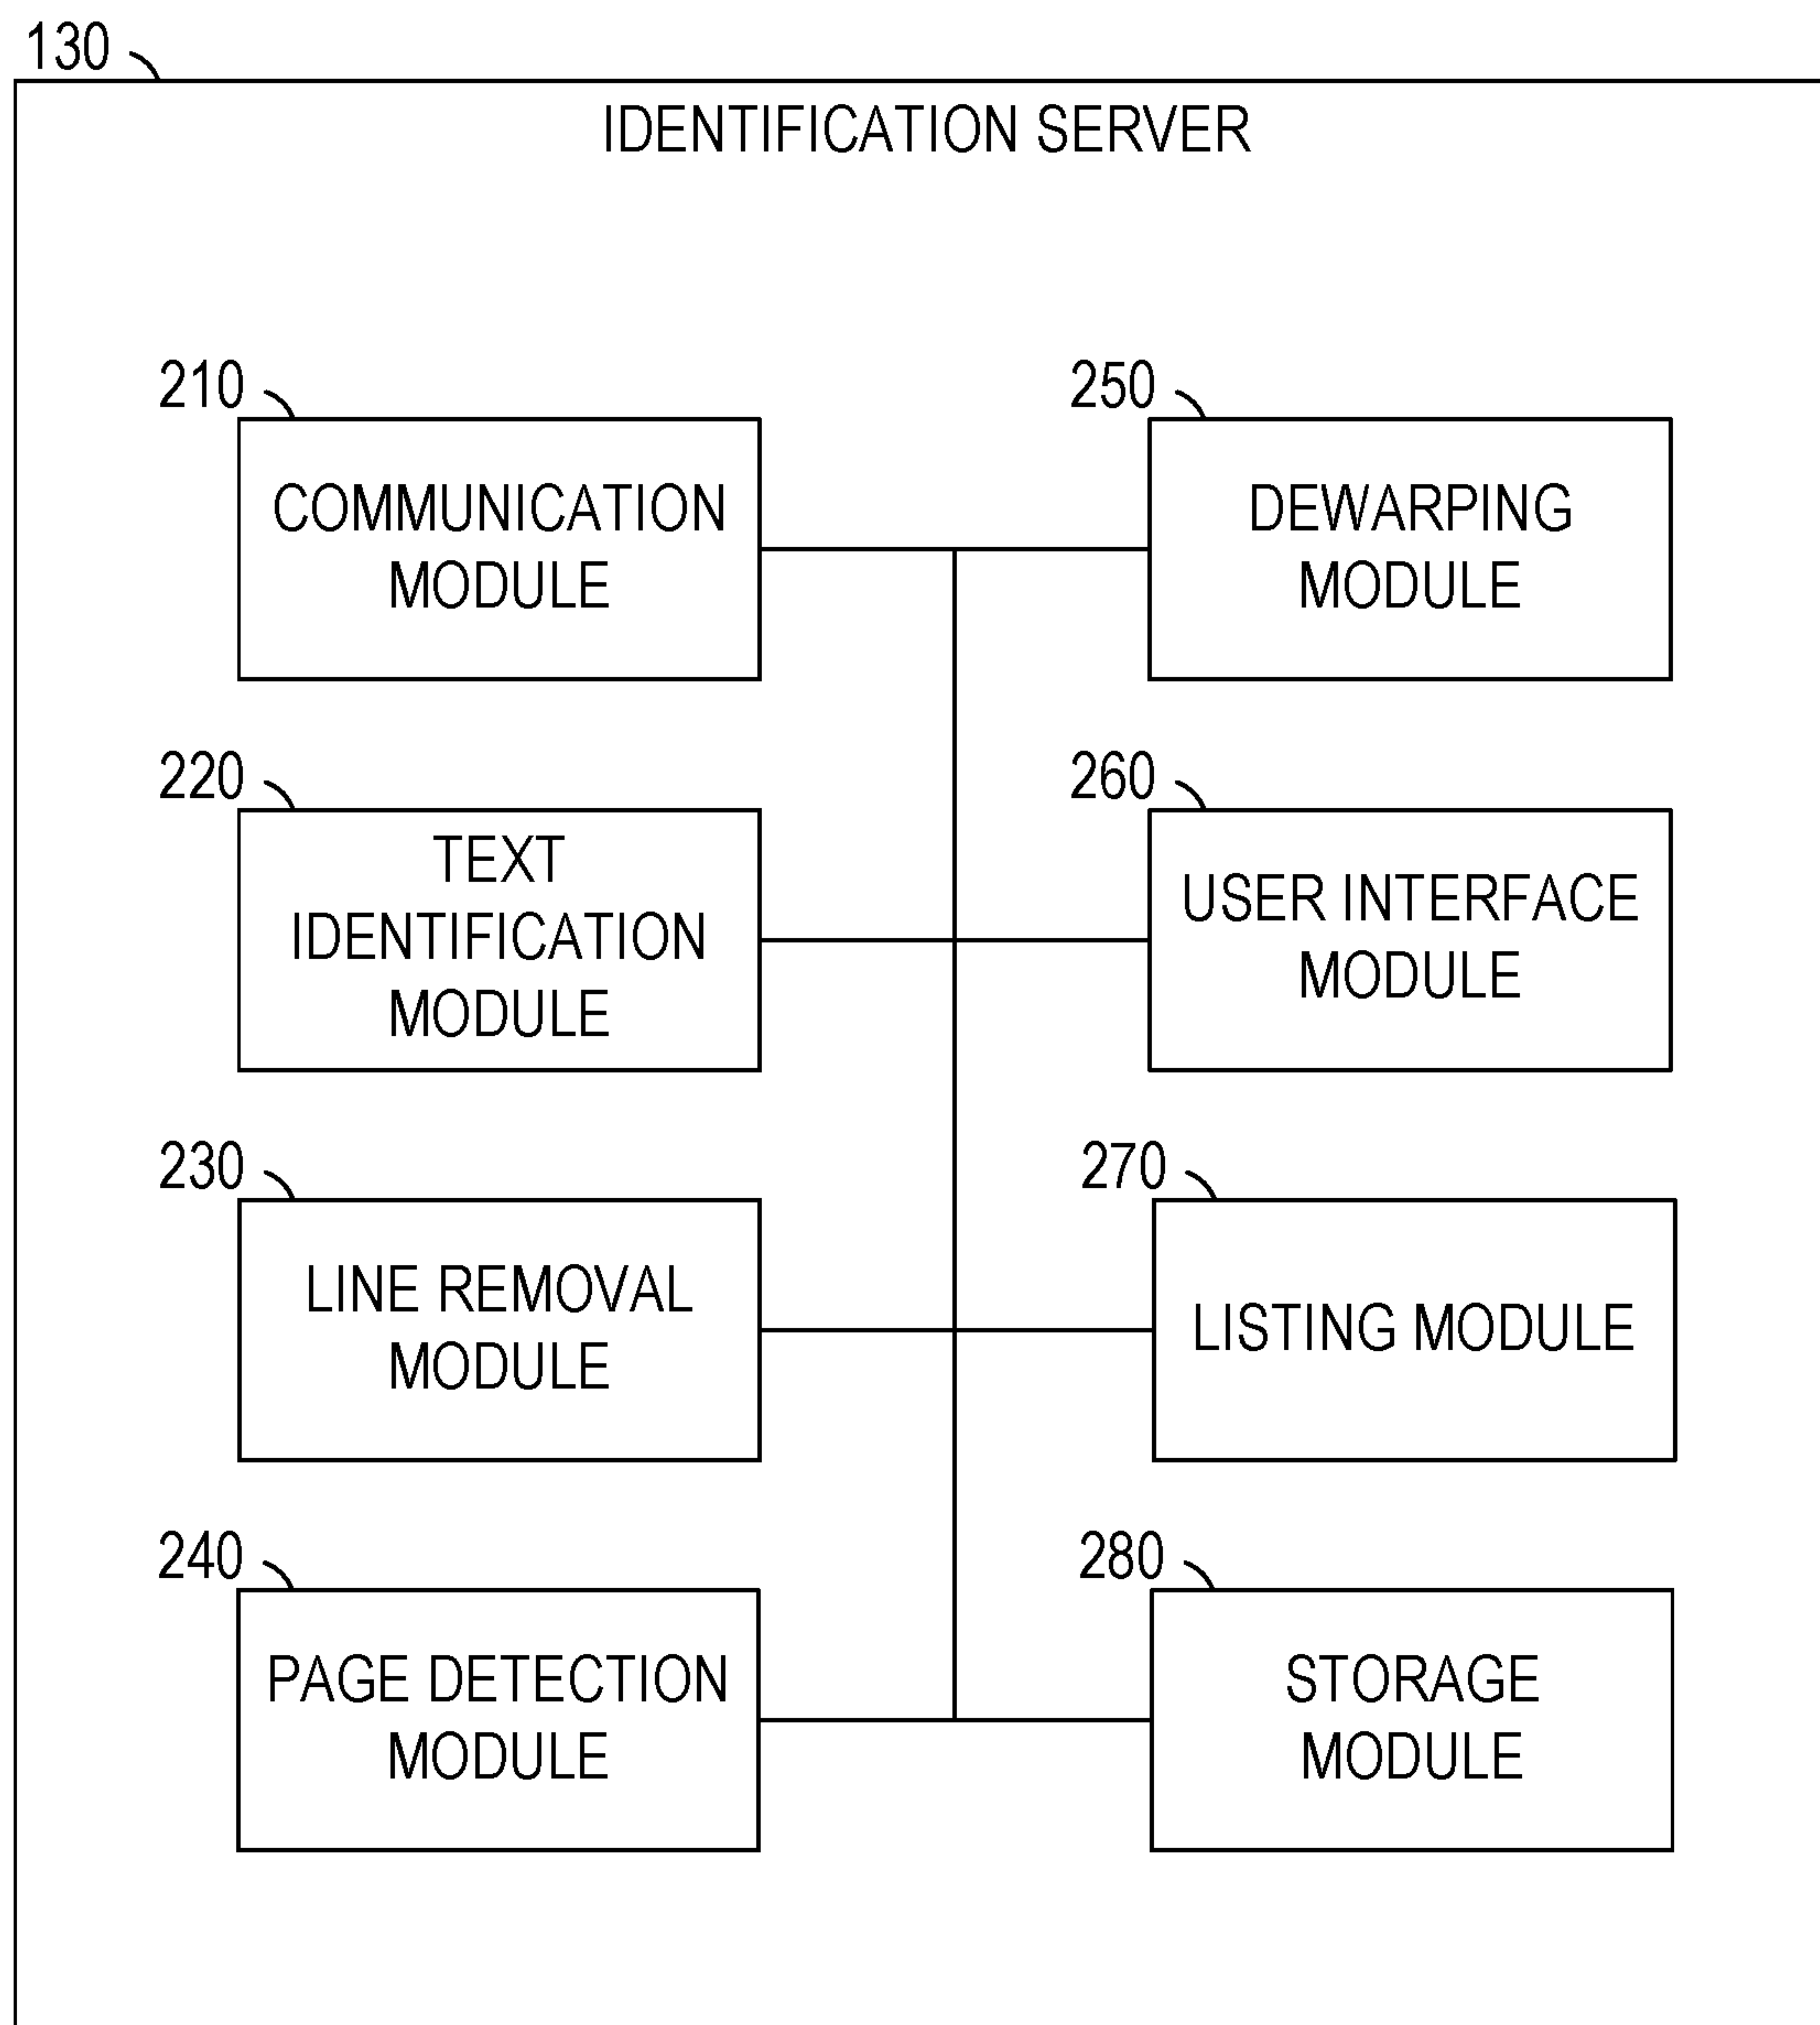 130
IDENTIFICATION SERVER
210
COMMUNICATION
MODULE
250
DEWARPING
MODULE
220
TEXT
IDENTIFICATION
MODULE
260
USER INTERFACE
MODULE
230
LINE REMOVAL
MODULE
270
LISTING MODULE
240
PAGE DETECTION
MODULE
280
STORAGE
MODULE